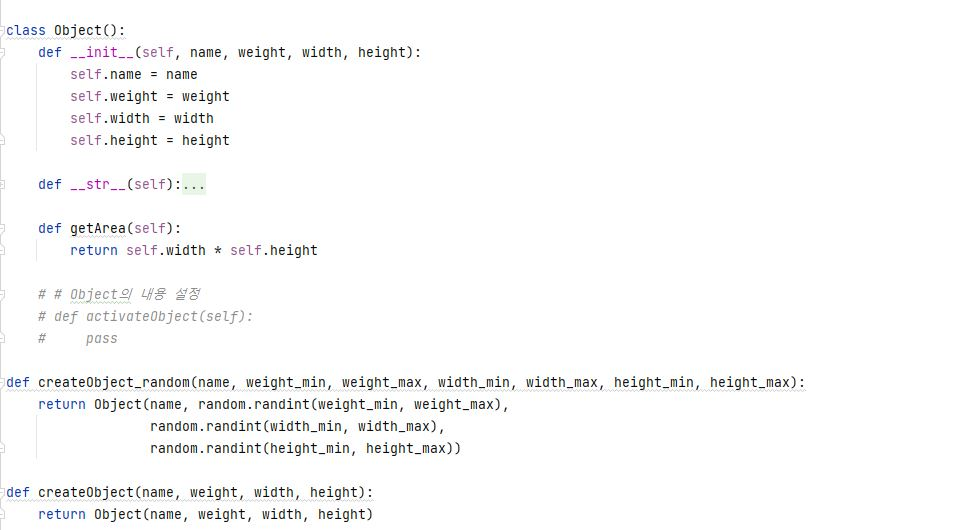 class Object():
    def __init__(self, name, weight, width, height):
        self.name = name
        self.weight = weight
        self.width = width
        self.height = height
    def __str__(self):...
    def getArea(self):
        return self.width * self.height
    # # Object의 내용 설정
    # def activateObject(self):
    #     pass
def createObject_random(name, weight_min, weight_max, width_min, width_max, height_min, height_max):
    return Object(name, random.randint(weight_min, weight_max),
                  random.randint(width_min, width_max),
                  random.randint(height_min, height_max))
def createObject(name, weight, width, height):
    return Object(name, weight, width, height)